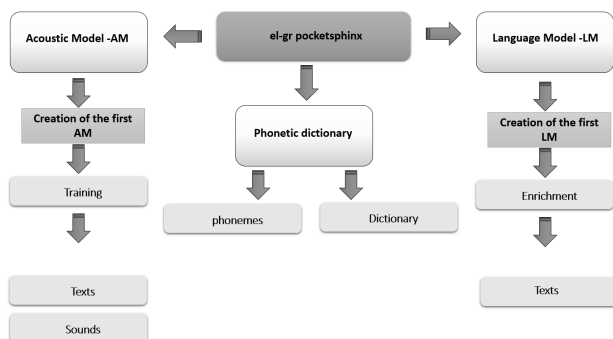 Acoustic Model -AM
el-gr pocketsphinx
Language Model -LM
Creation of the first
AM
Phonetic dictionary
Creation of the first
LM
Training
phonemes
Dictionary
Enrichment
Texts
Texts
Sounds